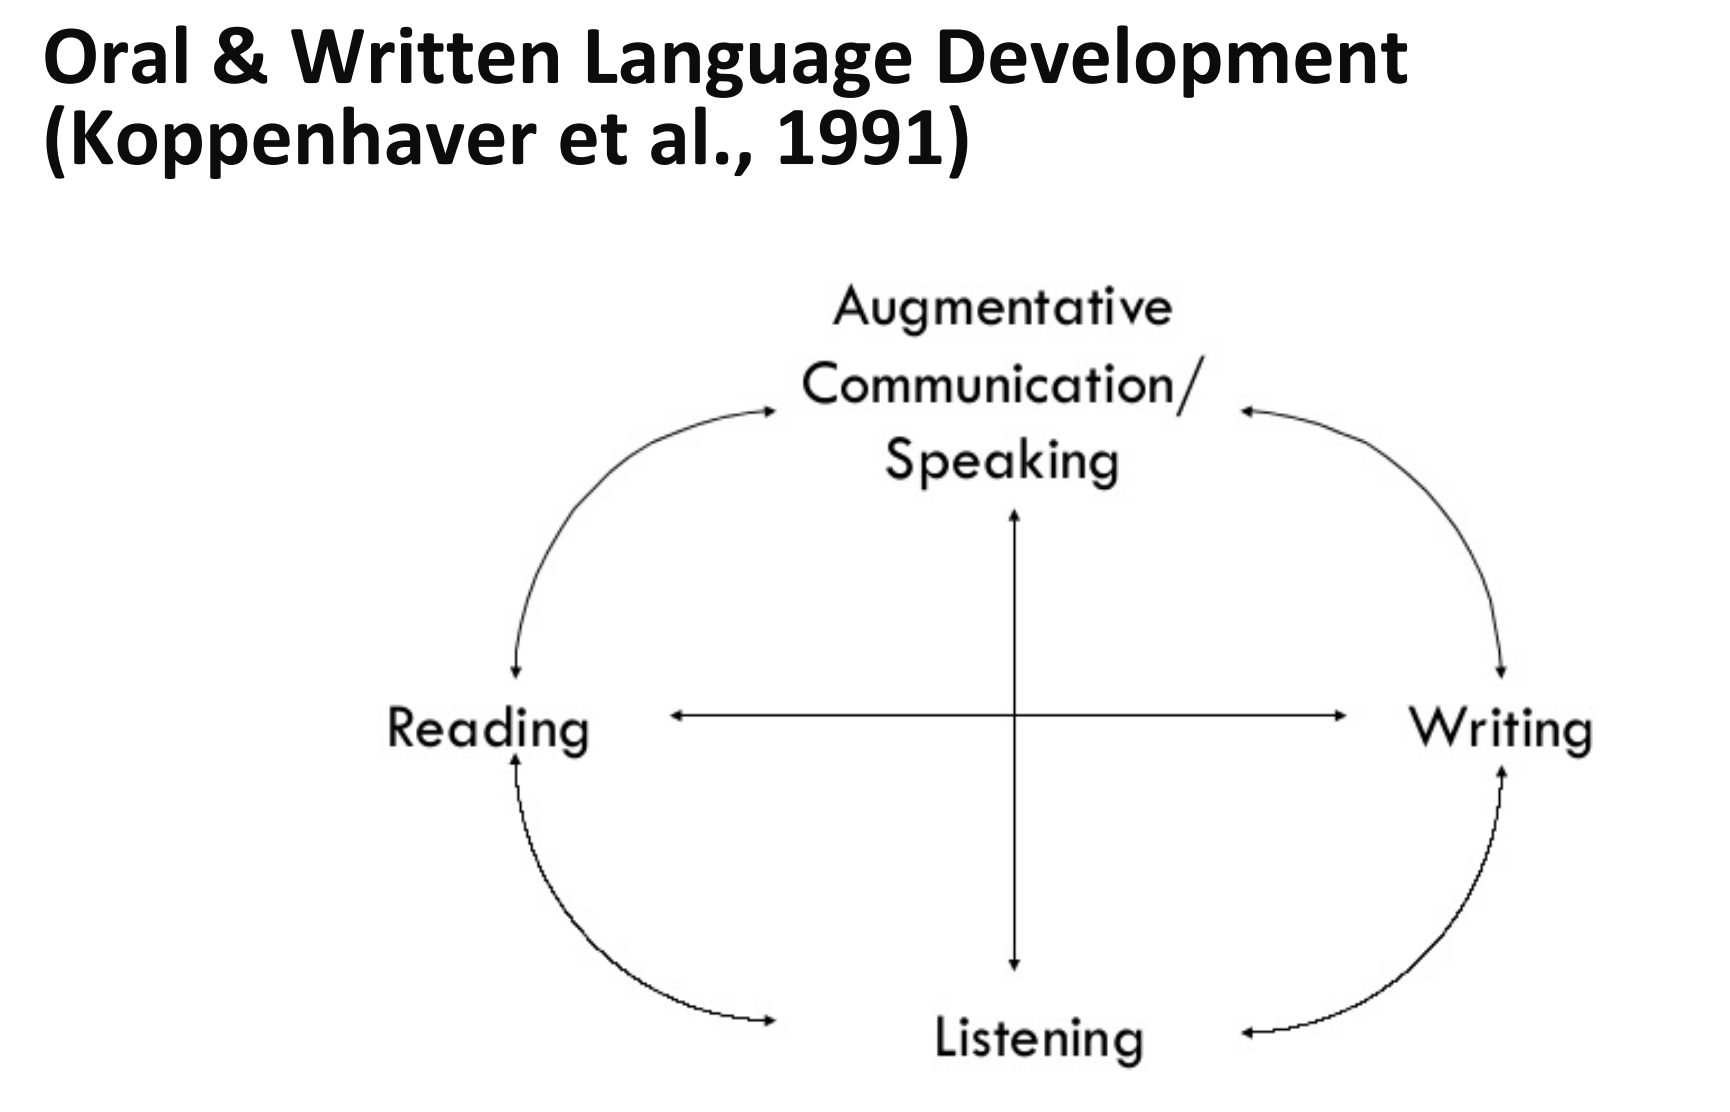 Oral & Written Language Development
(Koppenhaver et al., 1991)
Augmentative
Communication/
Speaking
Reading
Writing
Listening